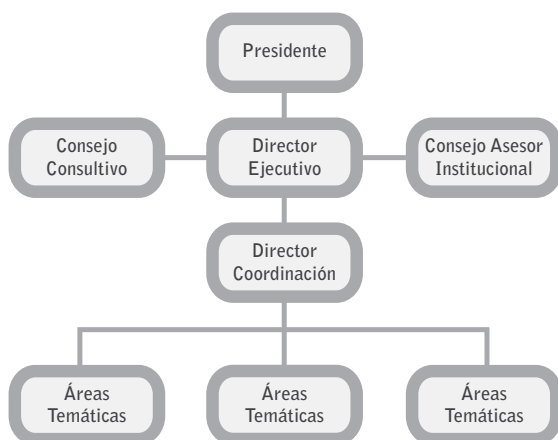 Presidente
Consejo
Consultivo
Director
Ejecutivo
Consejo Asesor
Institucional
Director
Coordinación
Áreas
Temáticas
Áreas
Temáticas
Áreas
Temáticas